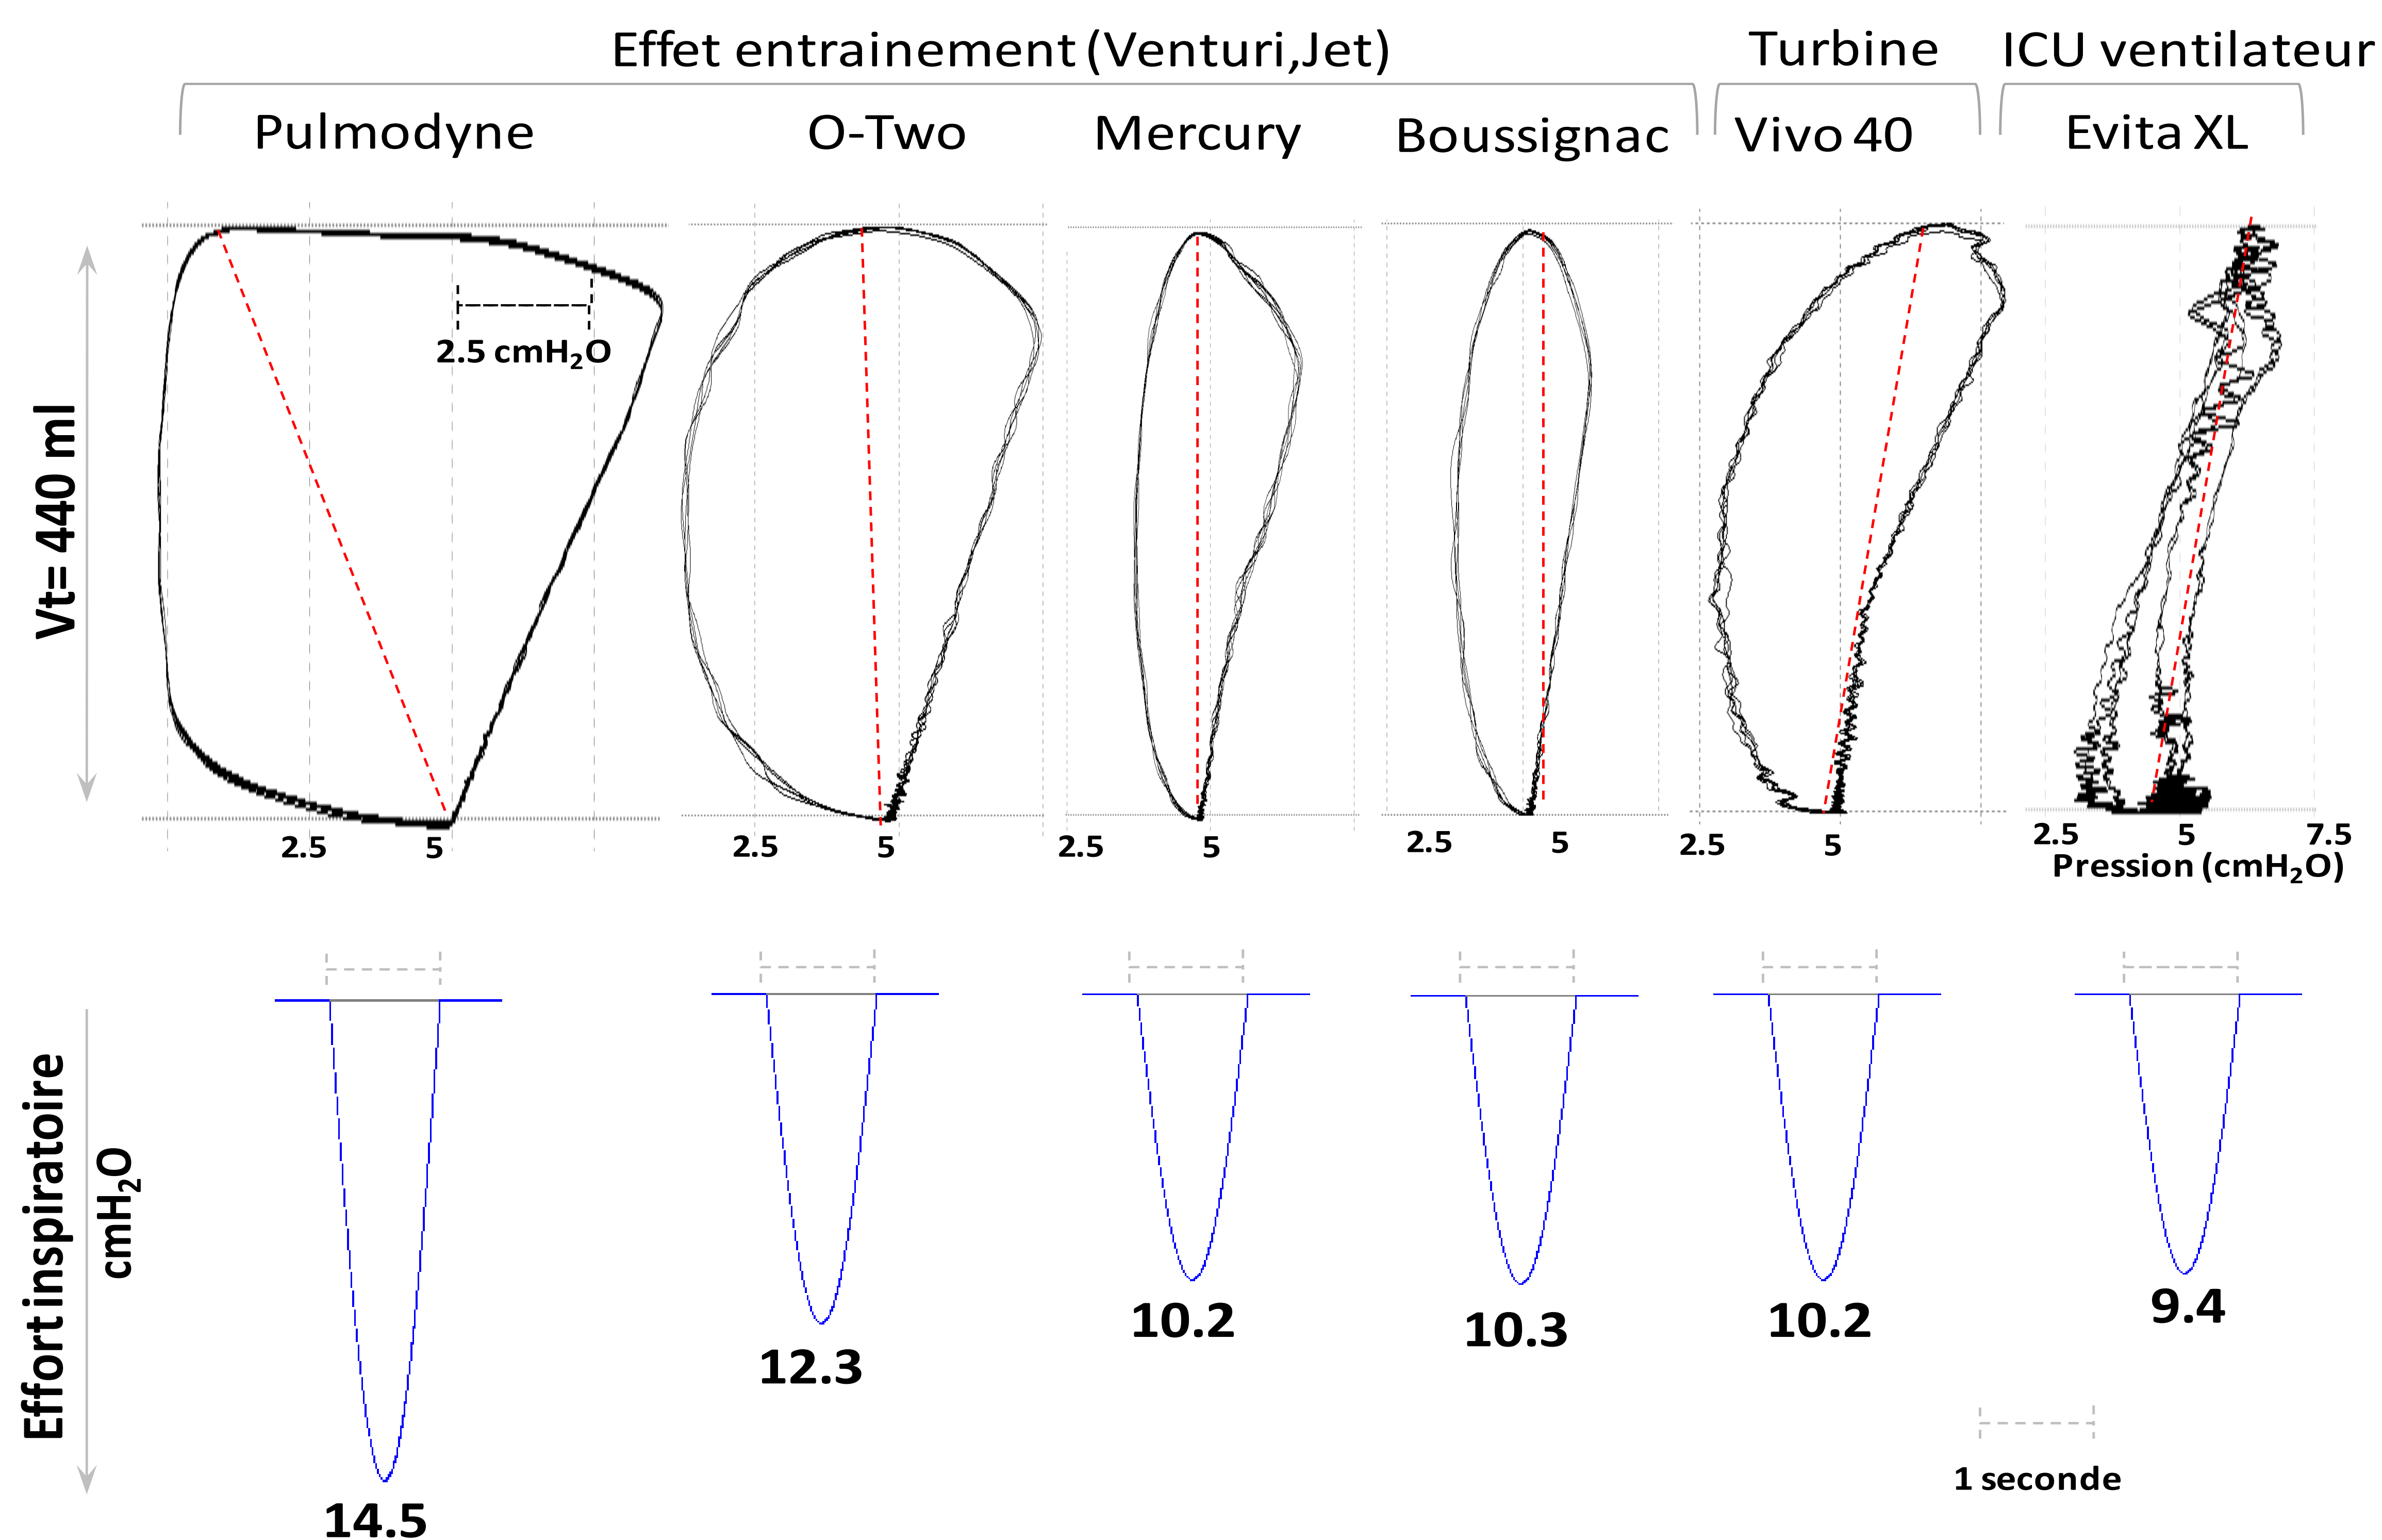 Effet entrainement (Venturi,Jet)
Turbine
ICU ventilateur
Pulmodyne
O-Two
Mercury
Boussignac
Vivo 40
Evita XL
Vt= 440 ml
2.5 cmH₂O
2.5 5
2.5 5
2.5 5
2.5 5
2.5 5
2.5 5 7.5
Pression (cmH₂O)
Effort inspiratoire
cmH₂O
14.5
12.3
10.2
10.3
10.2
9.4
1 seconde